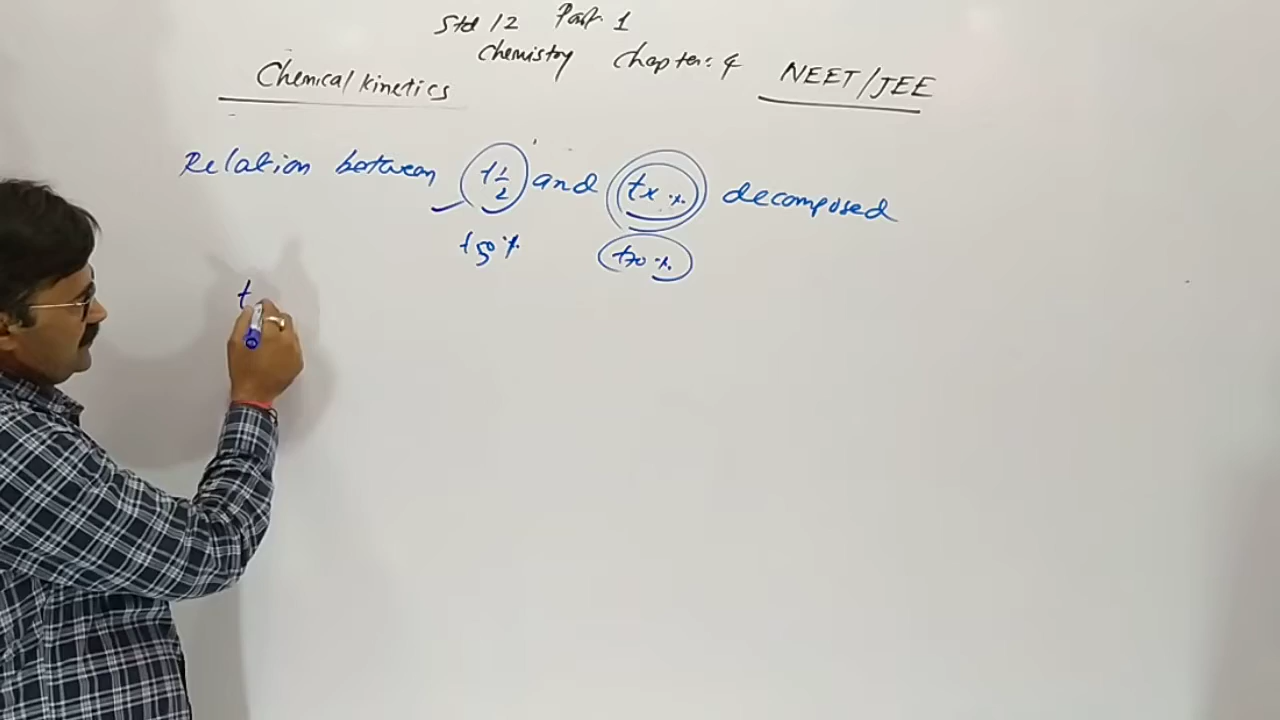 Std 12 Part 1
Chemistry Chapter: 4
Chemical kinetics
NEET/JEE
Relation between t1/2 and tx% decomposed
t50% t70%
t